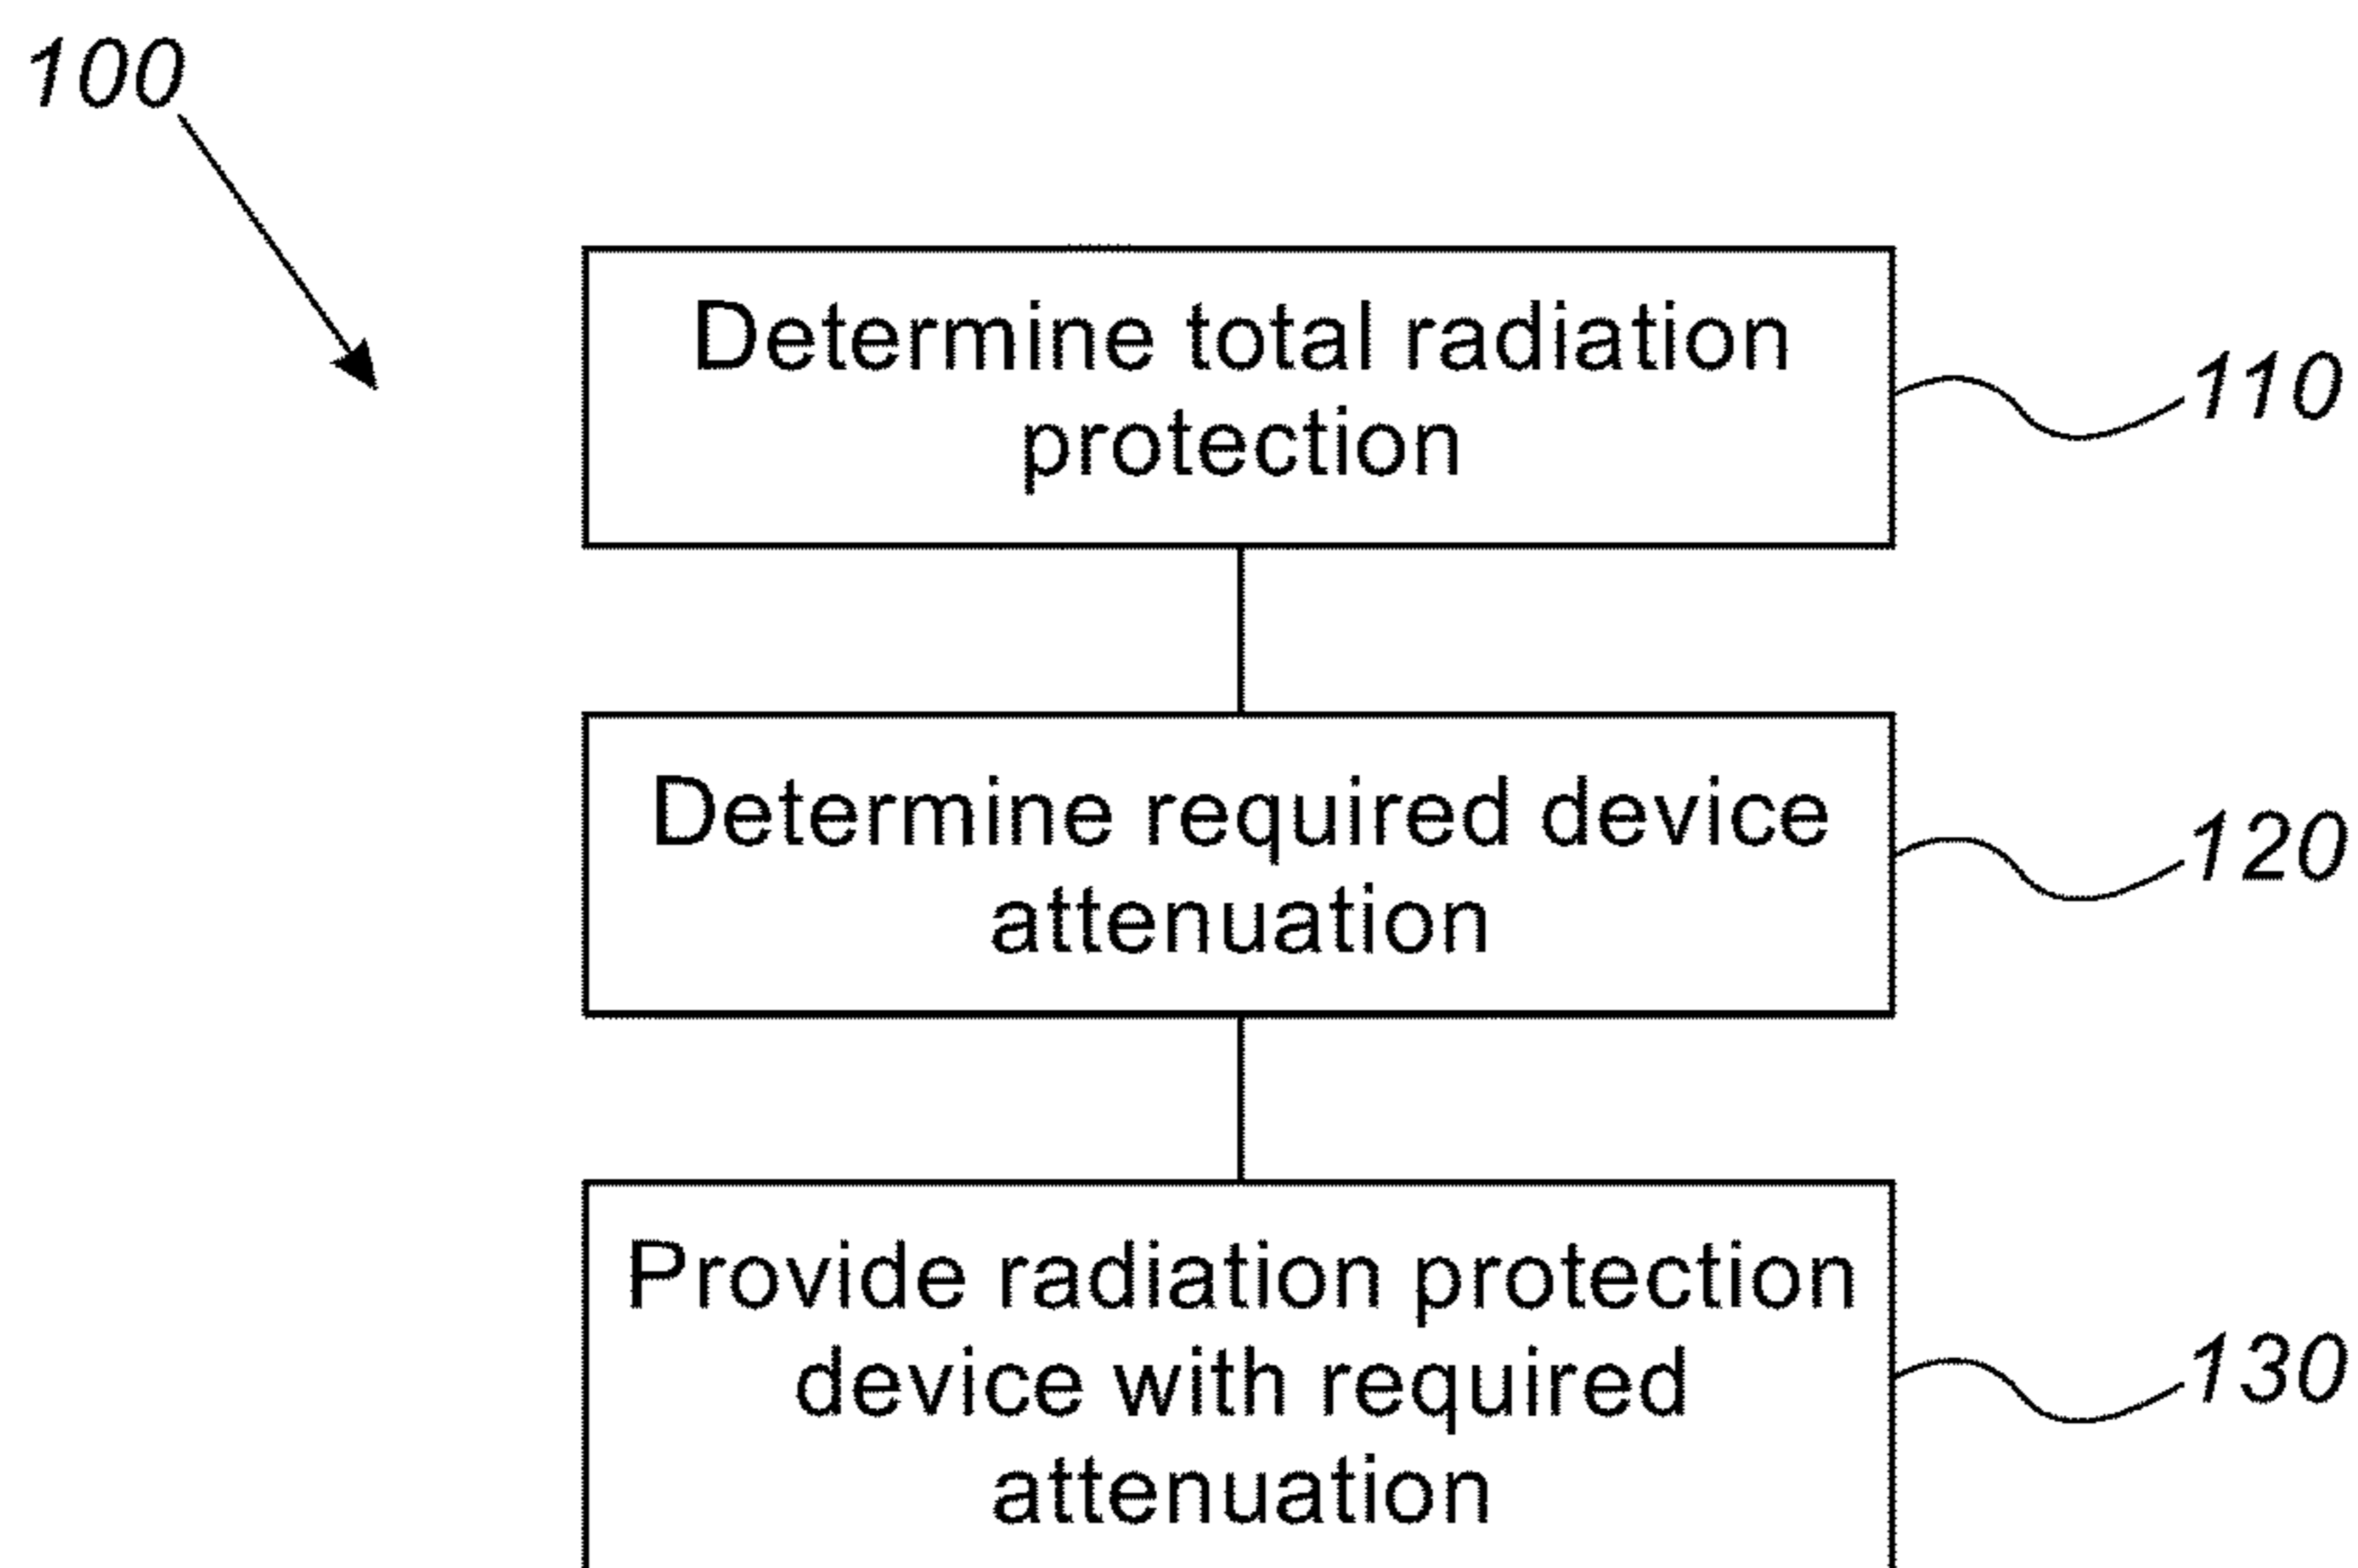 100
Determine total radiation
protection
110
Determine required device
attenuation
120
Provide radiation protection
device with required
attenuation
130